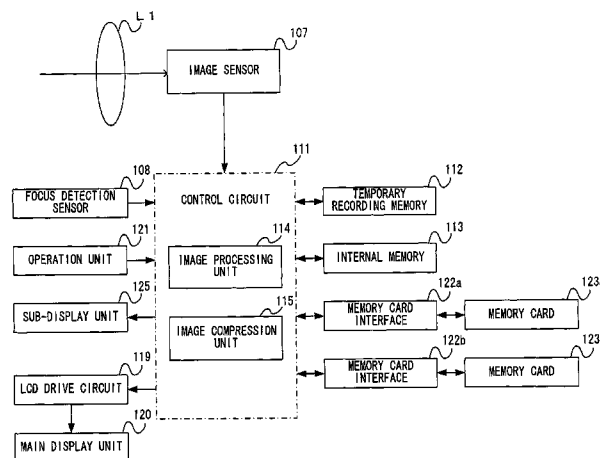 L1
107
IMAGE SENSOR
111
108
FOCUS DETECTION
SENSOR
CONTROL CIRCUIT
112
TEMPORARY
RECORDING MEMORY
121
OPERATION UNIT
114
IMAGE PROCESSING
UNIT
113
INTERNAL MEMORY
125
SUB-DISPLAY UNIT
115
IMAGE COMPRESSION
UNIT
122a
MEMORY CARD
INTERFACE
123a
MEMORY CARD
119
LCD DRIVE CIRCUIT
122b
MEMORY CARD
INTERFACE
123
MEMORY CARD
120
MAIN DISPLAY UNIT